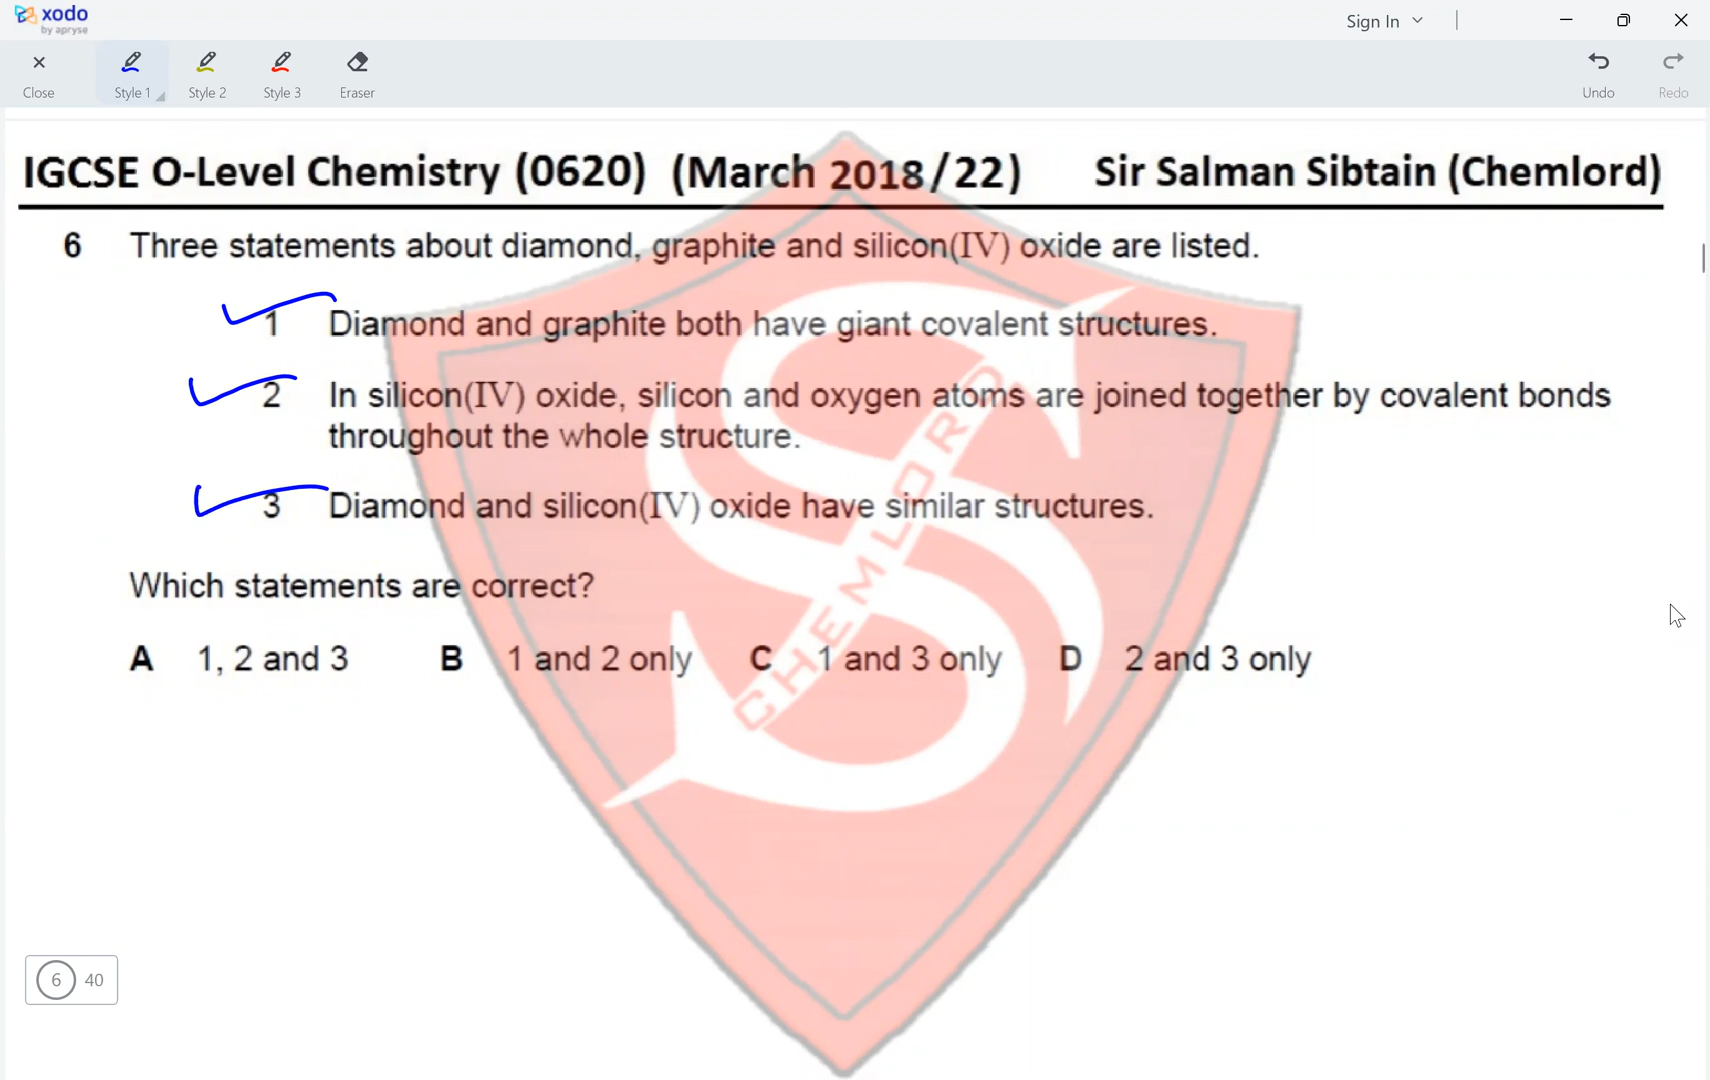 xodo
by apryse
Sign In
Close
Style 1
Style 2
Style 3
Eraser
Undo
Redo
IGCSE O-Level Chemistry (0620) (March 2018/22) Sir Salman Sibtain (Chemlord)
6 Three statements about diamond, graphite and silicon(IV) oxide are listed.
1 Diamond and graphite both have giant covalent structures.
2 In silicon(IV) oxide, silicon and oxygen atoms are joined together by covalent bonds
throughout the whole structure.
3 Diamond and silicon(IV) oxide have similar structures.
Which statements are correct?
A 1, 2 and 3 B 1 and 2 only C 1 and 3 only D 2 and 3 only
CHEMLORD
6 40